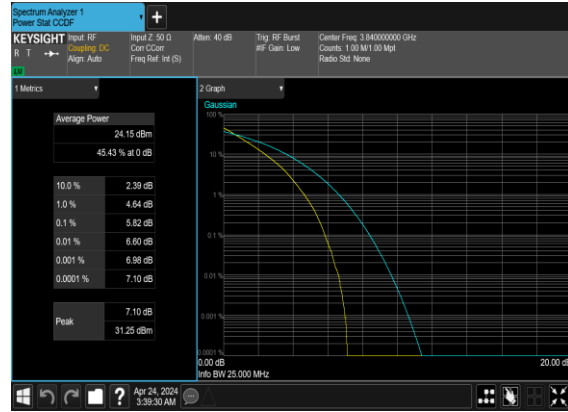 Spectrum Analyzer 1
Power Stat CCDF
KEYSIGHT
R T
LXI
Input: RF
Coupling: DC
Align: Auto
Input Z: 50 Ω
Corr CCorr
Freq Ref: Int (S)
Atten: 40 dB
Trig: RF Burst
#IF Gain: Low
Center Freq: 3.840000000 GHz
Counts: 1.00 M/1.00 Mpt
Radio Std: None
1 Metrics
Average Power
24.15 dBm
45.43 % at 0 dB
10.0 % 2.39 dB
1.0 % 4.64 dB
0.1 % 5.82 dB
0.01 % 6.60 dB
0.001 % 6.98 dB
0.0001 % 7.10 dB
Peak
7.10 dB
31.25 dBm
2 Graph
Gaussian
100 %
10 %
1 %
0.1 %
0.01 %
0.001 %
0.0001 %
0.00 dB
20.00 dB
Info BW 25.000 MHz
?
Apr 24, 2024
3:39:30 AM